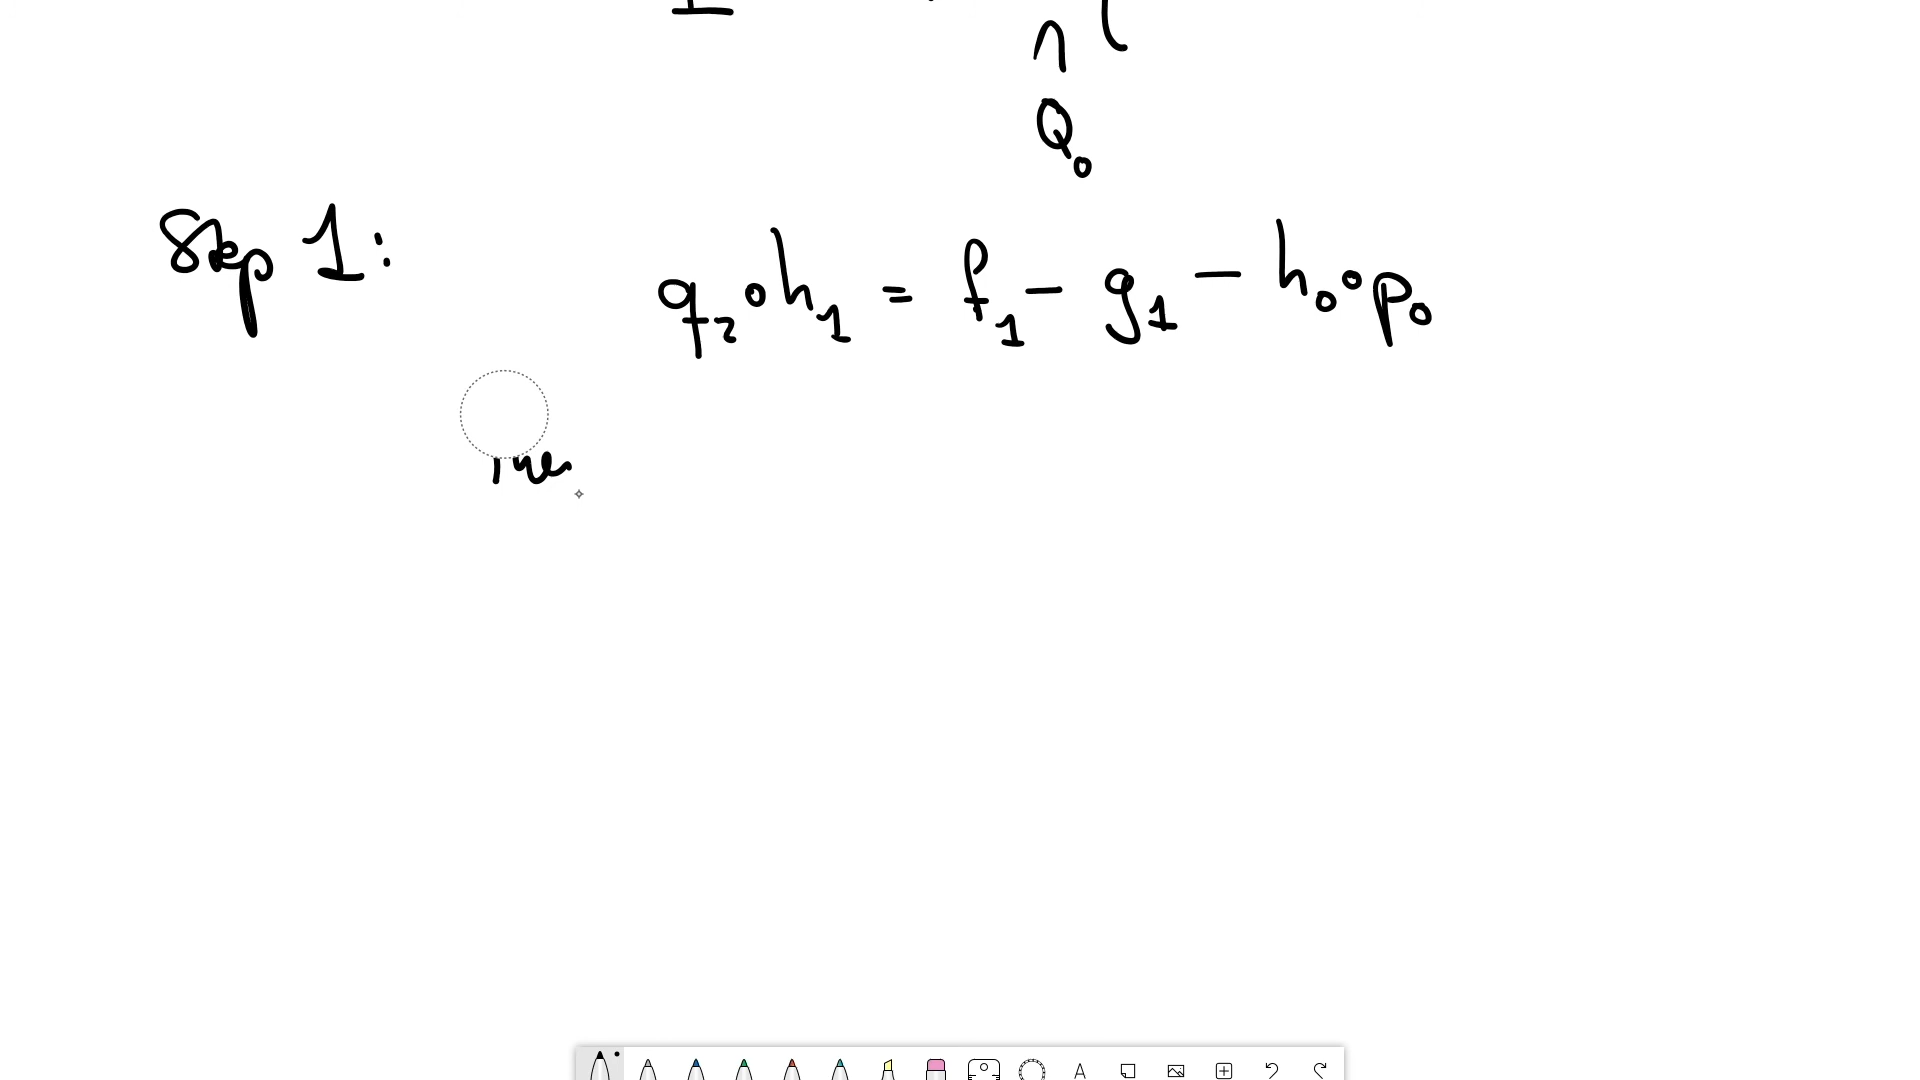 ∩
Q₀
Step 1: q₂∘h₁ = f₁ − g₁ − h₀∘p₀